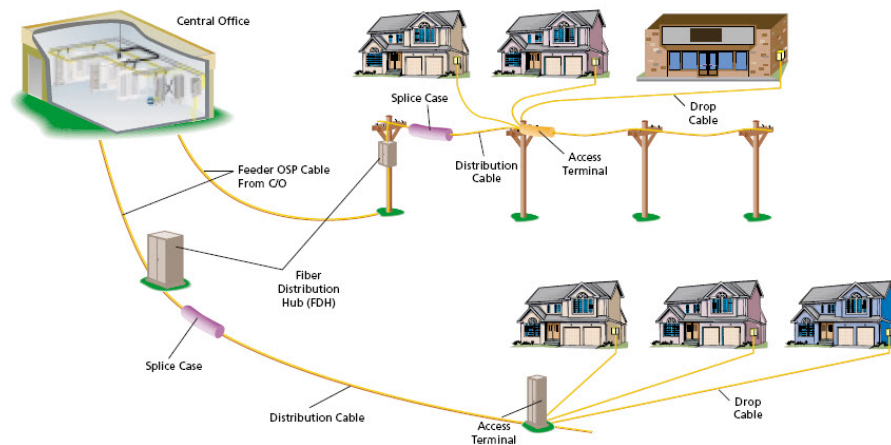 Central Office
Splice Case
Drop
Cable
Feeder OSP Cable
From C/O
Distribution
Cable
Access
Terminal
Fiber
Distribution
Hub (FDH)
Splice Case
Distribution Cable
Access
Terminal
Drop
Cable